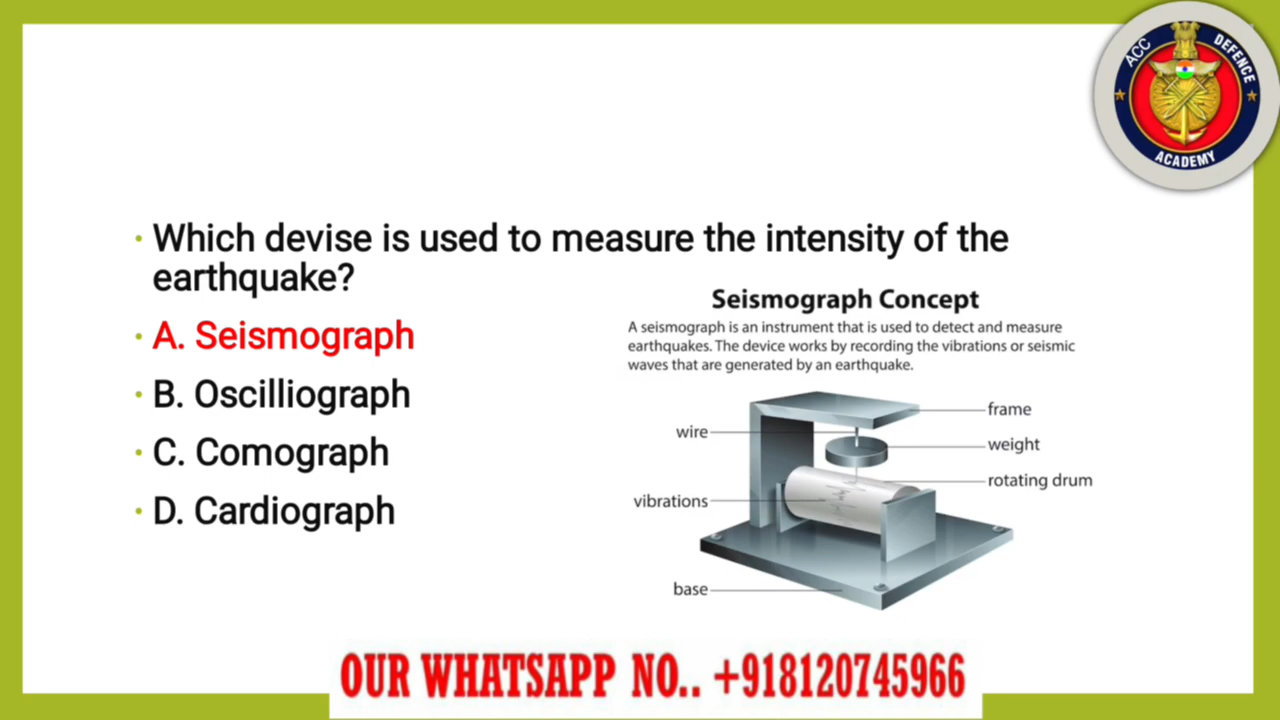 ACC DEFENCE
ACADEMY
• Which devise is used to measure the intensity of the
earthquake?
• A. Seismograph
• B. Oscilliograph
• C. Comograph
• D. Cardiograph
Seismograph Concept
A seismograph is an instrument that is used to detect and measure
earthquakes. The device works by recording the vibrations or seismic
waves that are generated by an earthquake.
frame
wire
weight
rotating drum
vibrations
base
OUR WHATSAPP NO.. +918120745966